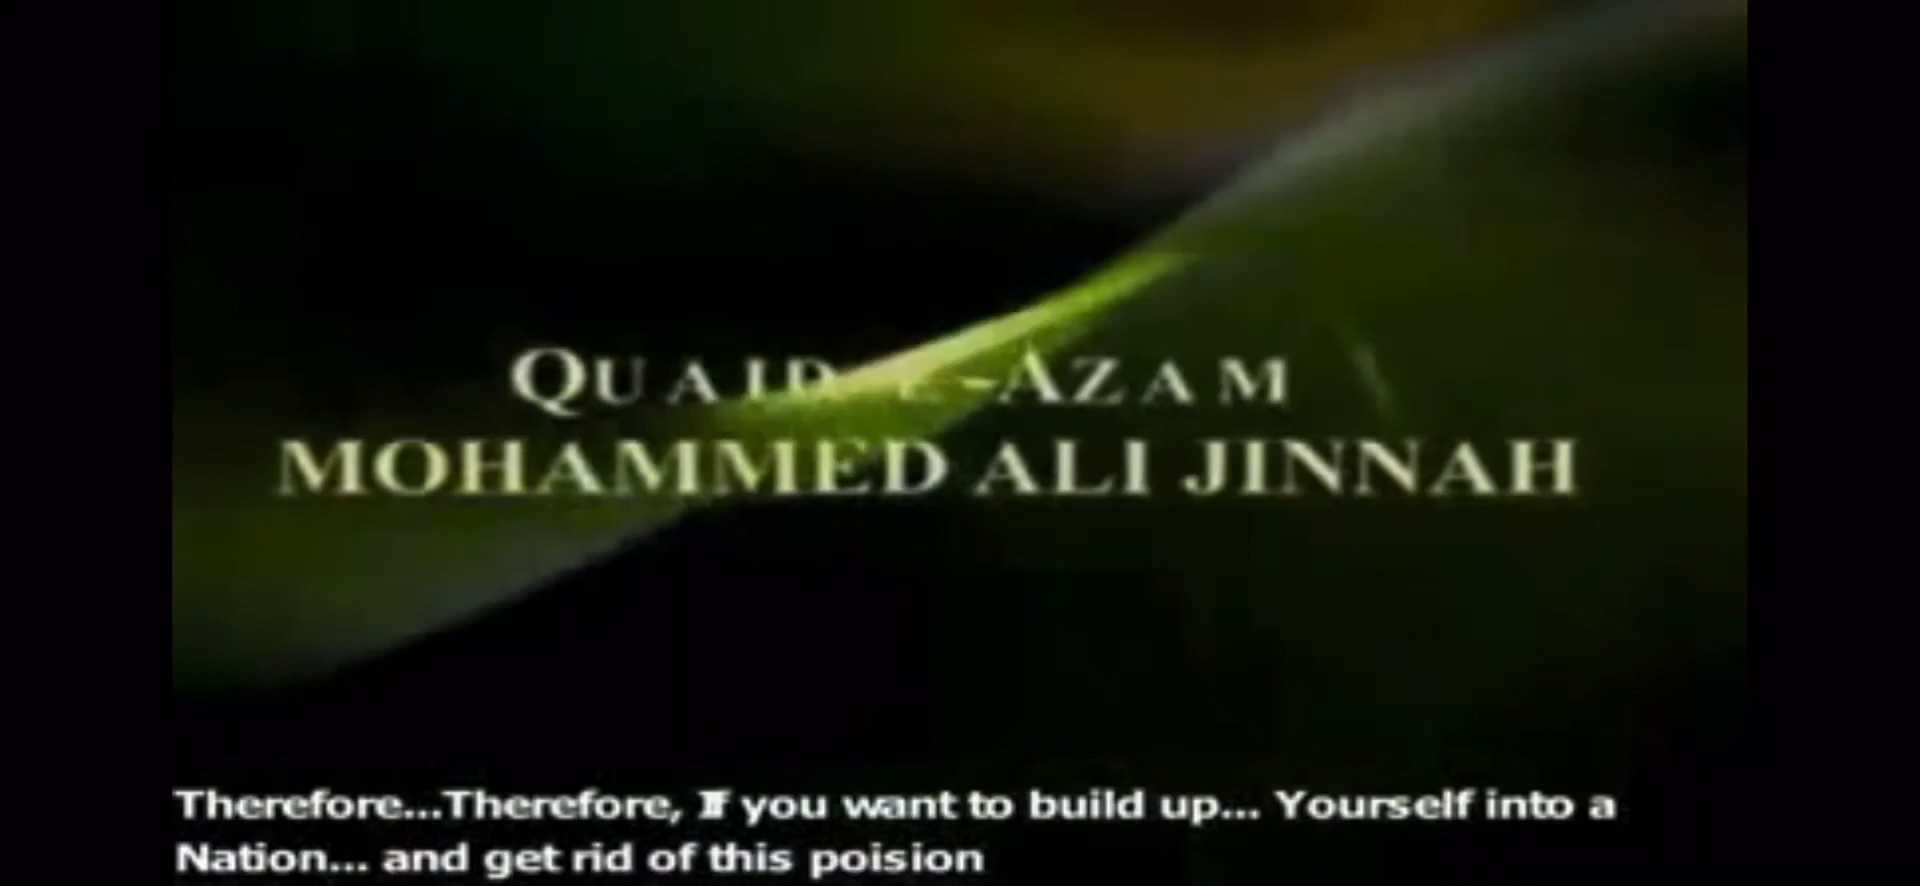 QUAID-E-AZAM
MOHAMMED ALI JINNAH
Therefore...Therefore, If you want to build up... Yourself into a
Nation... and get rid of this poision